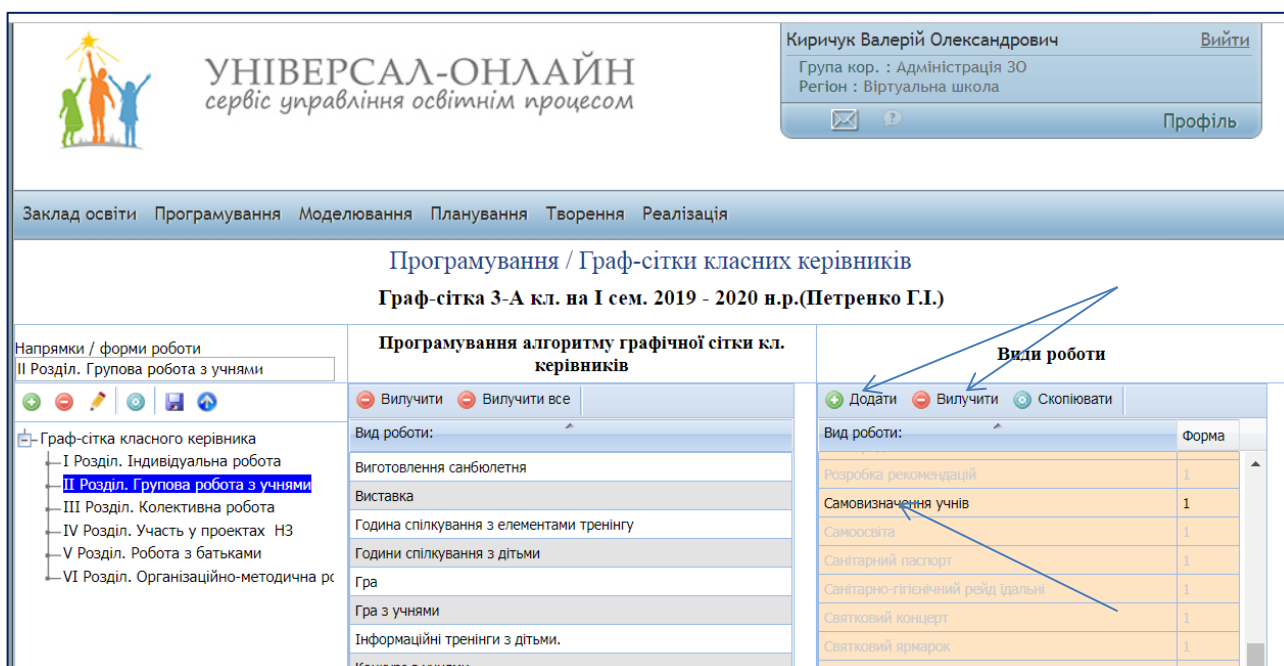 УНІВЕРСАЛ-ОНЛАЙН
сервіс управління освітнім процесом
Киричук Валерій Олександрович Вийти
Група кор. : Адміністрація ЗО
Регіон : Віртуальна школа
Профіль
Заклад освіти Програмування Моделювання Планування Творення Реалізація
Програмування / Граф-сітки класних керівників
Граф-сітка 3-А кл. на І сем. 2019 - 2020 н.р.(Петренко Г.І.)
Напрямки / форми роботи
ІІ Розділ. Групова робота з учнями
Граф-сітка класного керівника
І Розділ. Індивідуальна робота
ІІ Розділ. Групова робота з учнями
ІІІ Розділ. Колективна робота
IV Розділ. Участь у проектах НЗ
V Розділ. Робота з батьками
VI Розділ. Організаційно-методична рс
Програмування алгоритму графічної сітки кл.
керівників
Вилучити Вилучити все
Вид роботи:
Виготовлення санбюлетня
Виставка
Година спілкування з елементами тренінгу
Години спілкування з дітьми
Гра
Гра з учнями
Інформаційні тренінги з дітьми.
Види роботи
Додати Вилучити Скопіювати
Вид роботи: Форма
Розробка рекомендацій 1
Самовизначення учнів 1
Самоосвіта 1
Санітарний паспорт 1
Санітарно-гігієнічний рейд їдальні 1
Святковий концерт 1
Святковий ярмарок 1